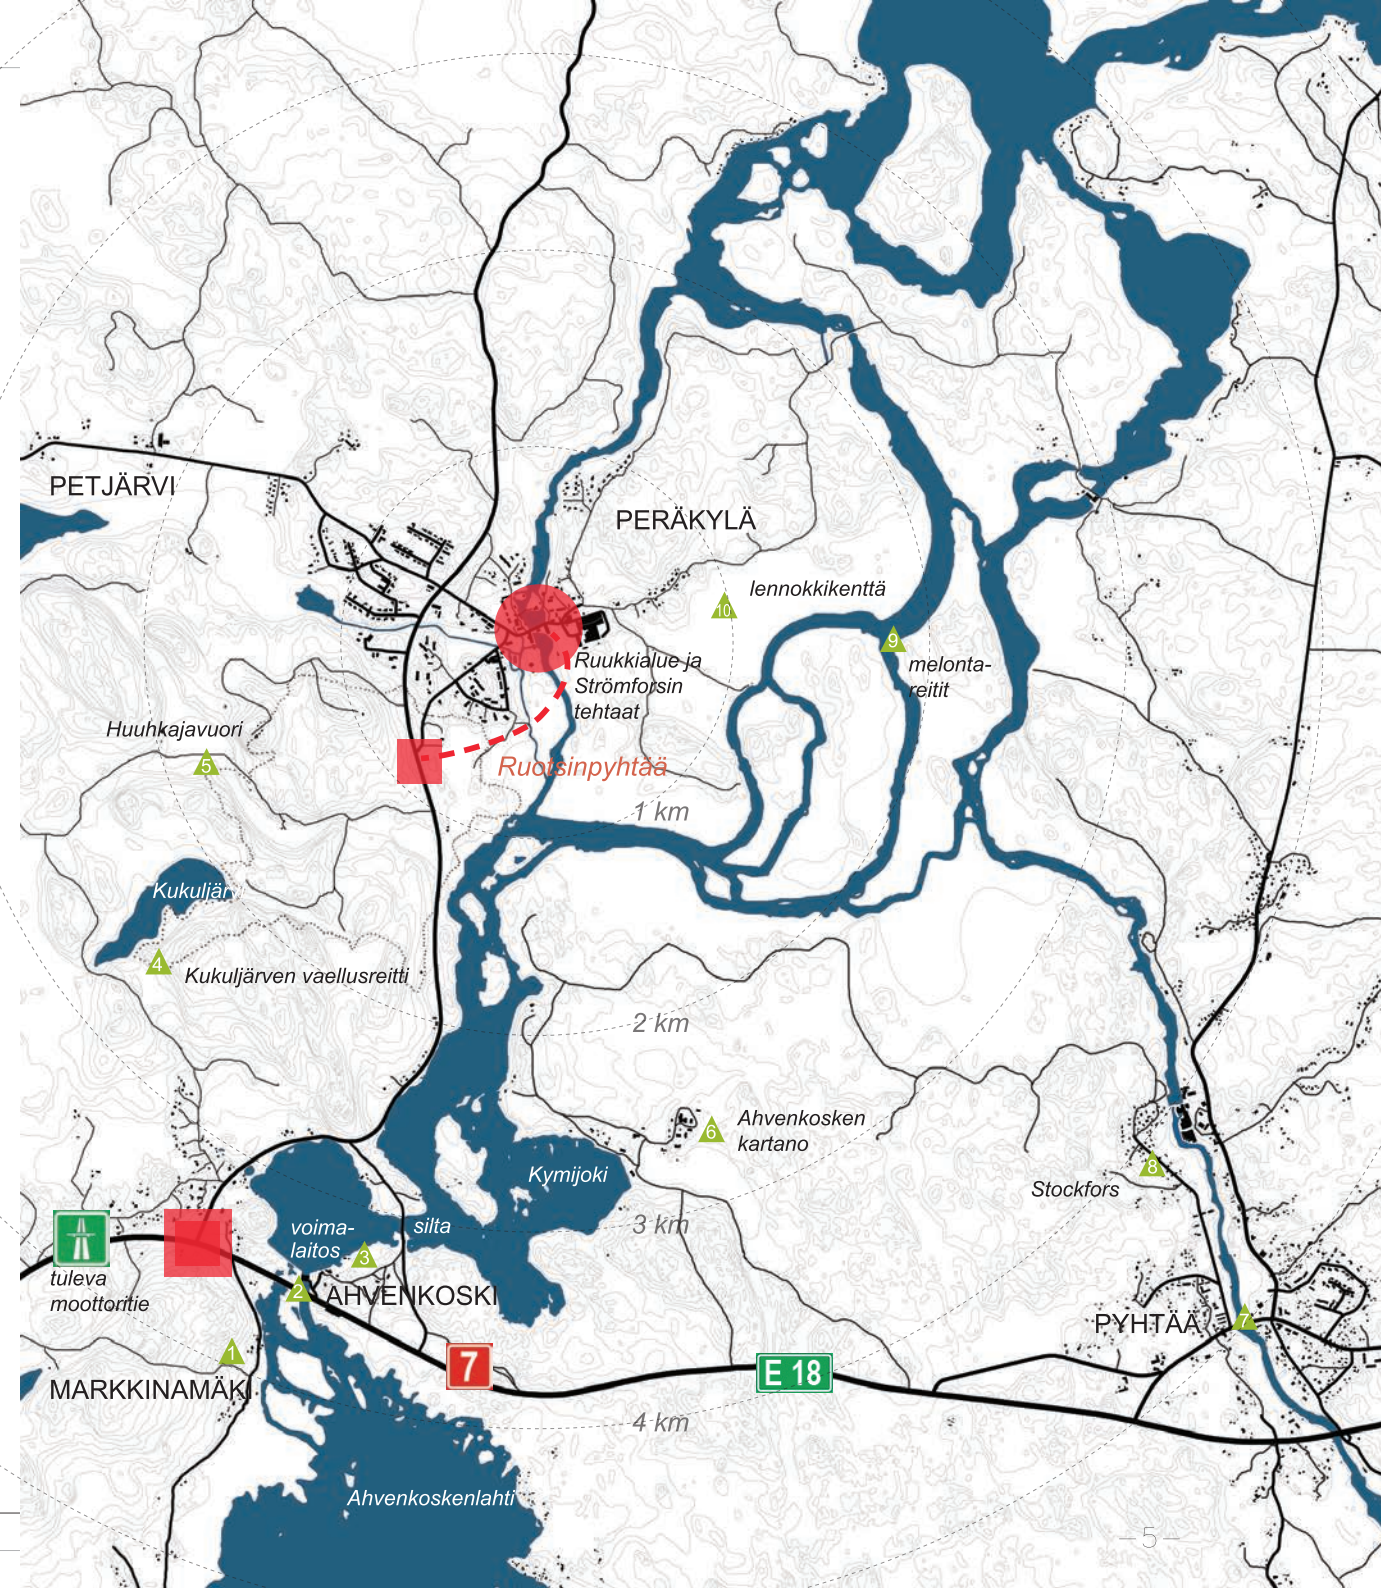 PETJÄRVI
PERÄKYLÄ
lennokkikenttä
10
9
melonta-
reitit
Ruukkialue ja
Strömforsin
tehtaat
Huuhkajavuori
5
Ruotsinpyhtää
1 km
Kukuljärv
4
Kukuljärven vaellusreitti
2 km
6
Ahvenkosken
kartano
Kymijoki
8
Stockfors
voima-
laitos
silta
3 km
3
tuleva
moottoritie
2
AHVENKOSKI
PYHTÄÄ
7
1
7
E 18
MARKKINAMÄKI
4 km
Ahvenkoskenlahti
5